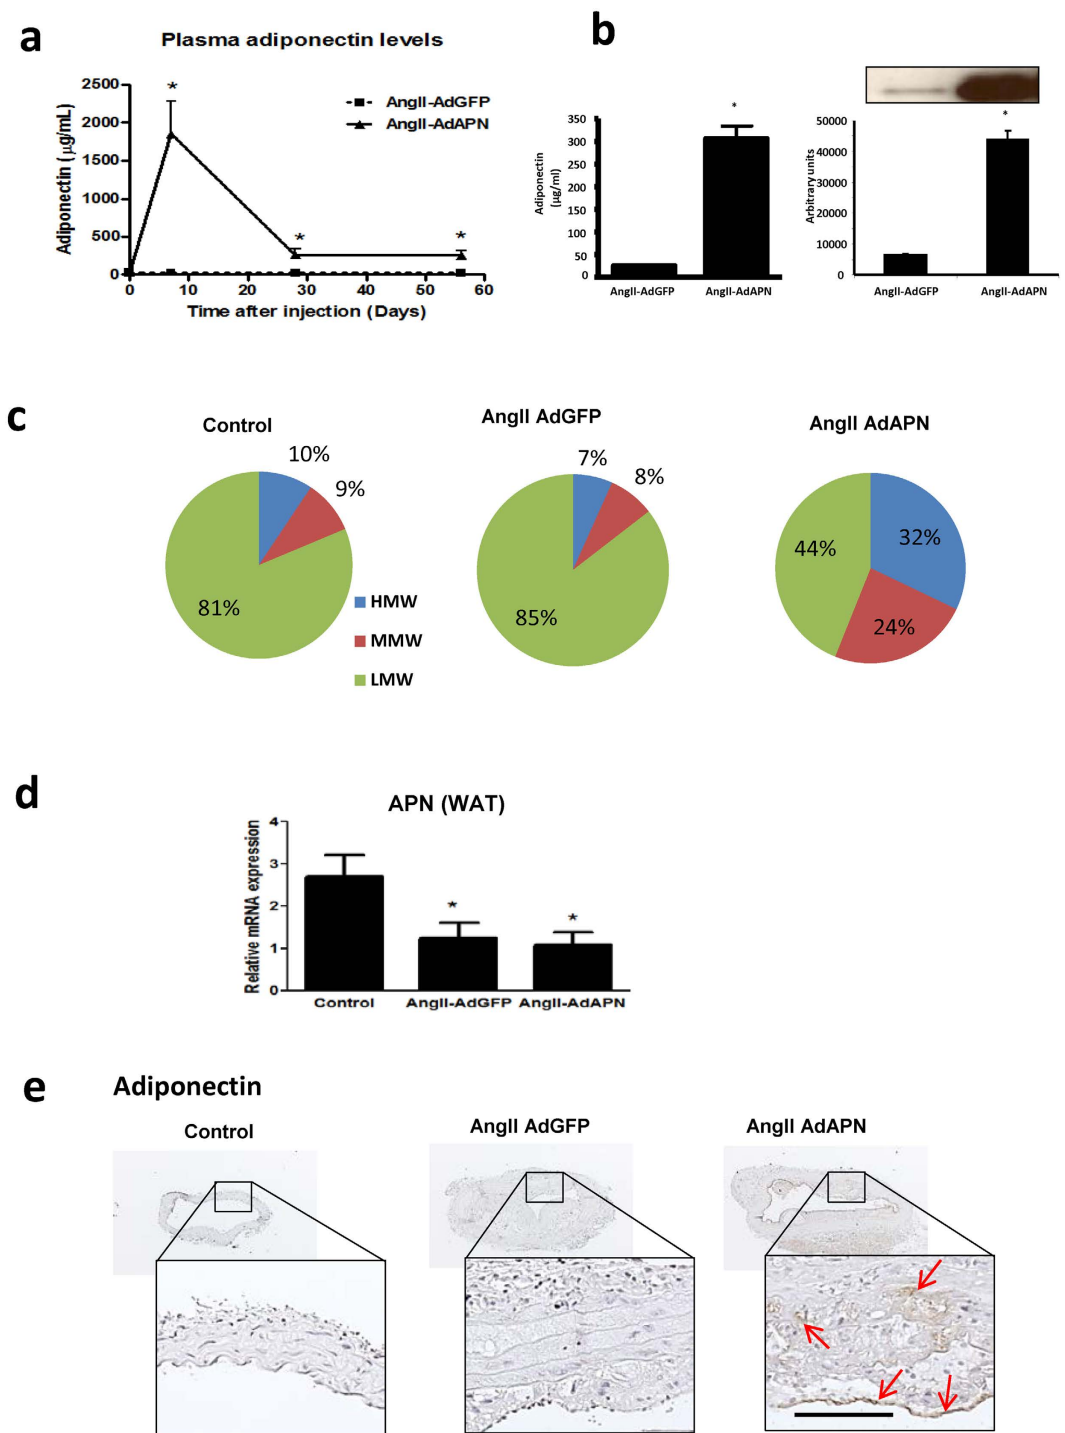 a
Plasma adiponectin levels
Adiponectin (µg/mL)
2500
2000
1500
1000
500
0
*
*
*
AngII-AdGFP
AngII-AdAPN
0 10 20 30 40 50 60
Time after injection (Days)
b
Adiponectin
(µg/ml)
350
300
250
200
150
100
50
0
*
AngII-AdGFP AngII-AdAPN
Arbitrary units
50000
40000
30000
20000
10000
0
*
AngII-AdGFP AngII-AdAPN
c
Control
10%
9%
81%
HMW
MMW
LMW
AngII AdGFP
7%
8%
85%
AngII AdAPN
32%
44%
24%
d
APN (WAT)
Relative mRNA expression
4
3
2
1
0
*
*
Control AngII-AdGFP AngII-AdAPN
e
Adiponectin
Control
AngII AdGFP
AngII AdAPN